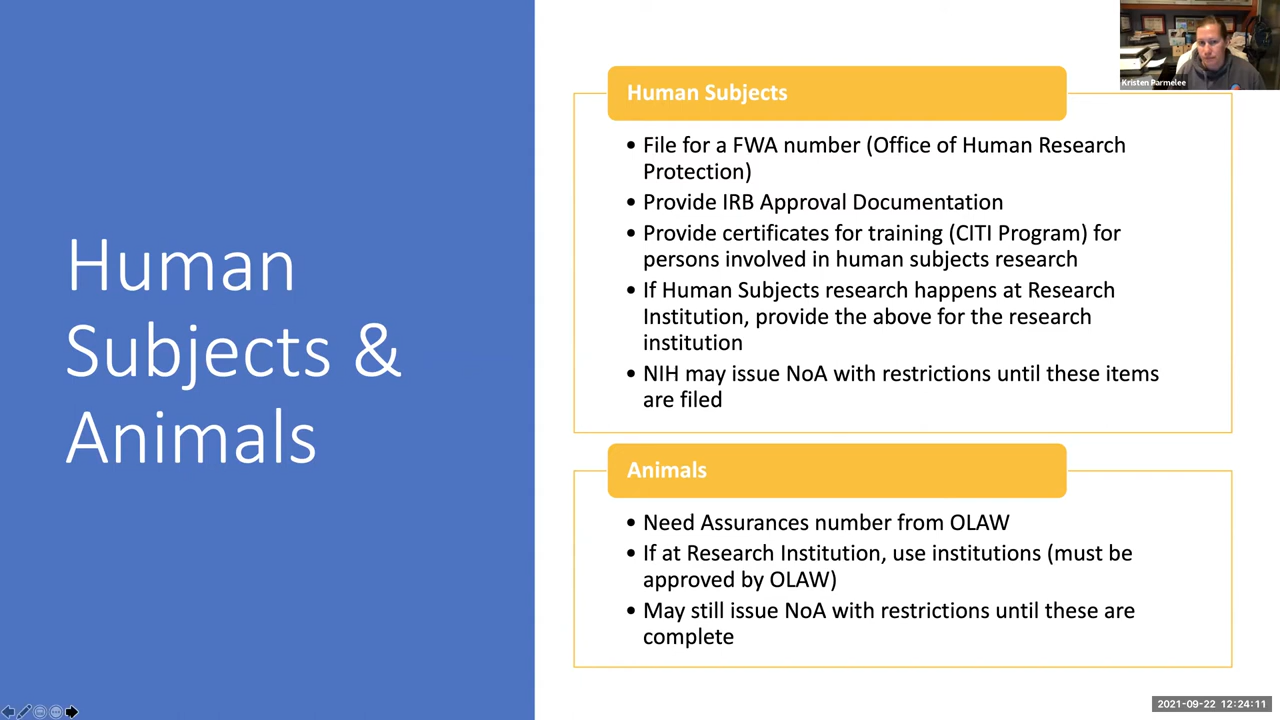 Human
Subjects &
Animals
Human Subjects
• File for a FWA number (Office of Human Research
Protection)
• Provide IRB Approval Documentation
• Provide certificates for training (CITI Program) for
persons involved in human subjects research
• If Human Subjects research happens at Research
Institution, provide the above for the research
institution
• NIH may issue NoA with restrictions until these items
are filed
Animals
• Need Assurances number from OLAW
• If at Research Institution, use institutions (must be
approved by OLAW)
• May still issue NoA with restrictions until these are
complete
Kristen Parmelee
2021-09-22 12:24:11